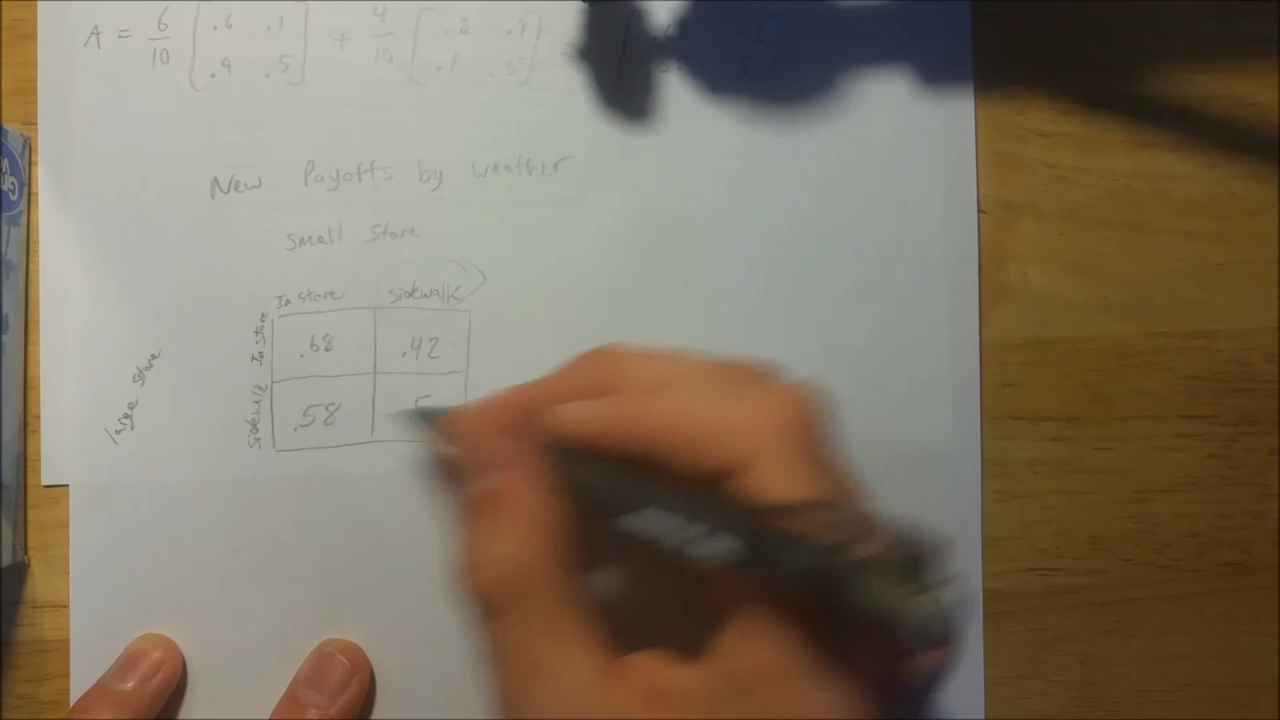 A = 6/10 [ .6 .1 + 4/10 [ .8 .9
.9 .5 ] .1 .5 ]
New Payoffs by weather
Small Store
In store sidewalk
In store .68 .42
Sidewalk .58 .5
large store